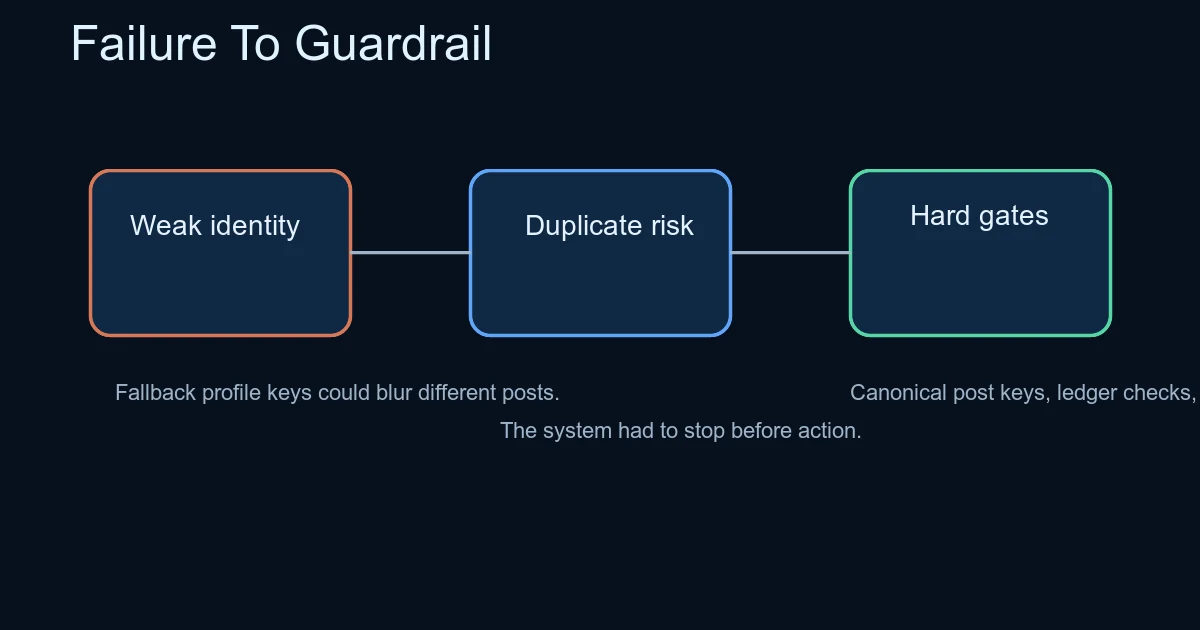 Failure To Guardrail
Weak identity
Duplicate risk
Hard gates
Fallback profile keys could blur different posts.
Canonical post keys, ledger checks,
The system had to stop before action.